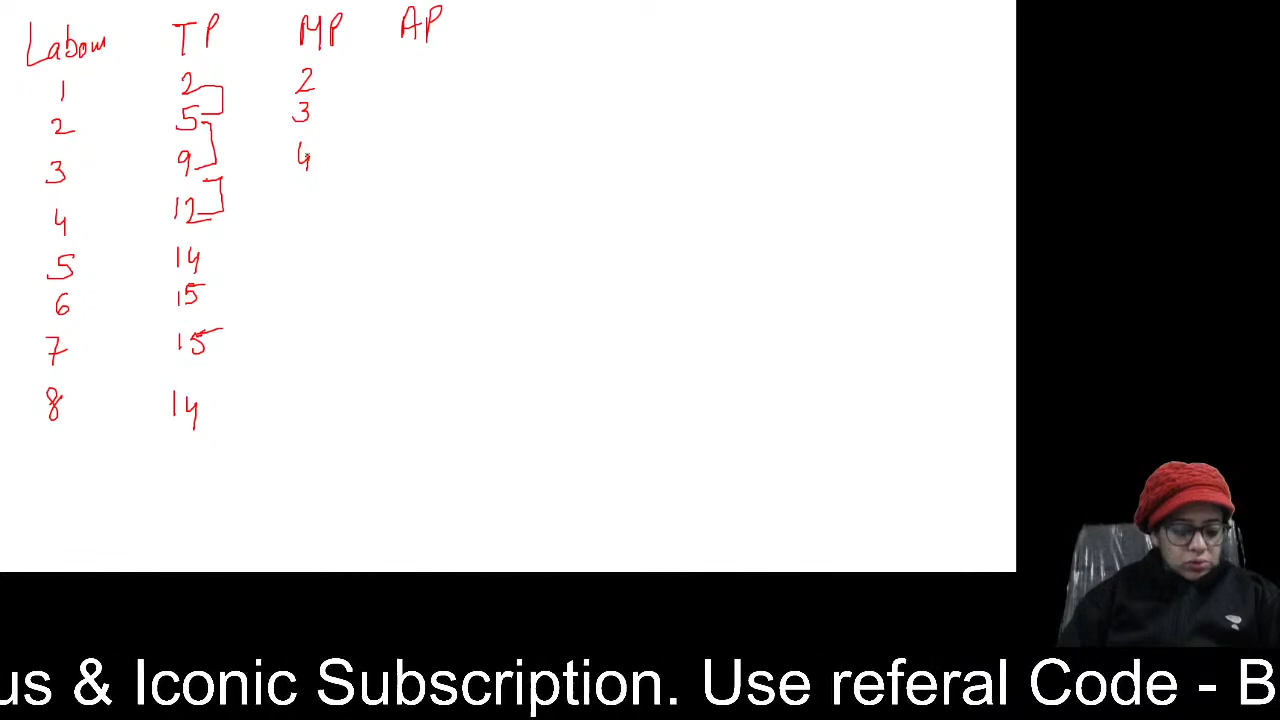 Labour TP MP AP
1 2 2
2 5 3
3 9 4
4 12
5 14
6 15
7 15
8 14
us & Iconic Subscription. Use referal Code - B